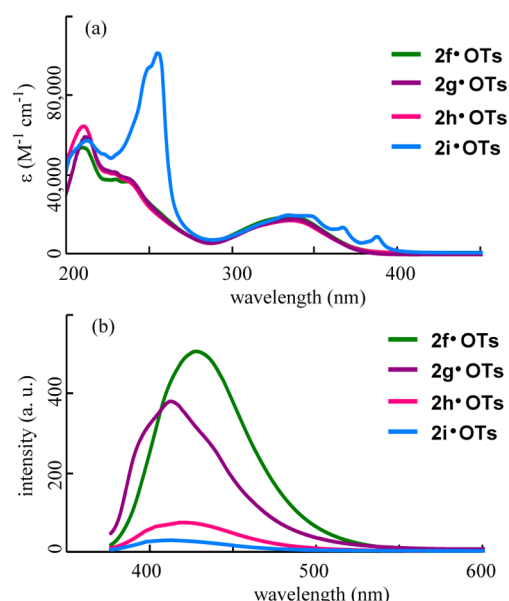 (a)
2f•OTs
2g•OTs
2h•OTs
2i•OTs
ε (M⁻¹ cm⁻¹)
80,000
40,000
0
200 300 400
wavelength (nm)
(b)
2f•OTs
2g•OTs
2h•OTs
2i•OTs
intensity (a. u.)
400
200
0
400 500 600
wavelength (nm)